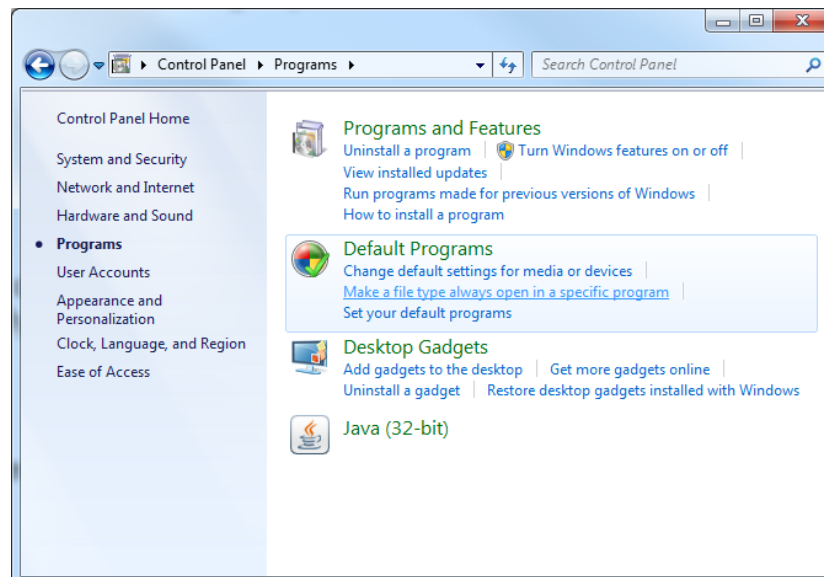 Control Panel Programs
Search Control Panel
Control Panel Home
System and Security
Network and Internet
Hardware and Sound
Programs
User Accounts
Appearance and
Personalization
Clock, Language, and Region
Ease of Access
Programs and Features
Uninstall a program Turn Windows features on or off
View installed updates
Run programs made for previous versions of Windows
How to install a program
Default Programs
Change default settings for media or devices
Make a file type always open in a specific program
Set your default programs
Desktop Gadgets
Add gadgets to the desktop Get more gadgets online
Uninstall a gadget Restore desktop gadgets installed with Windows
Java (32-bit)